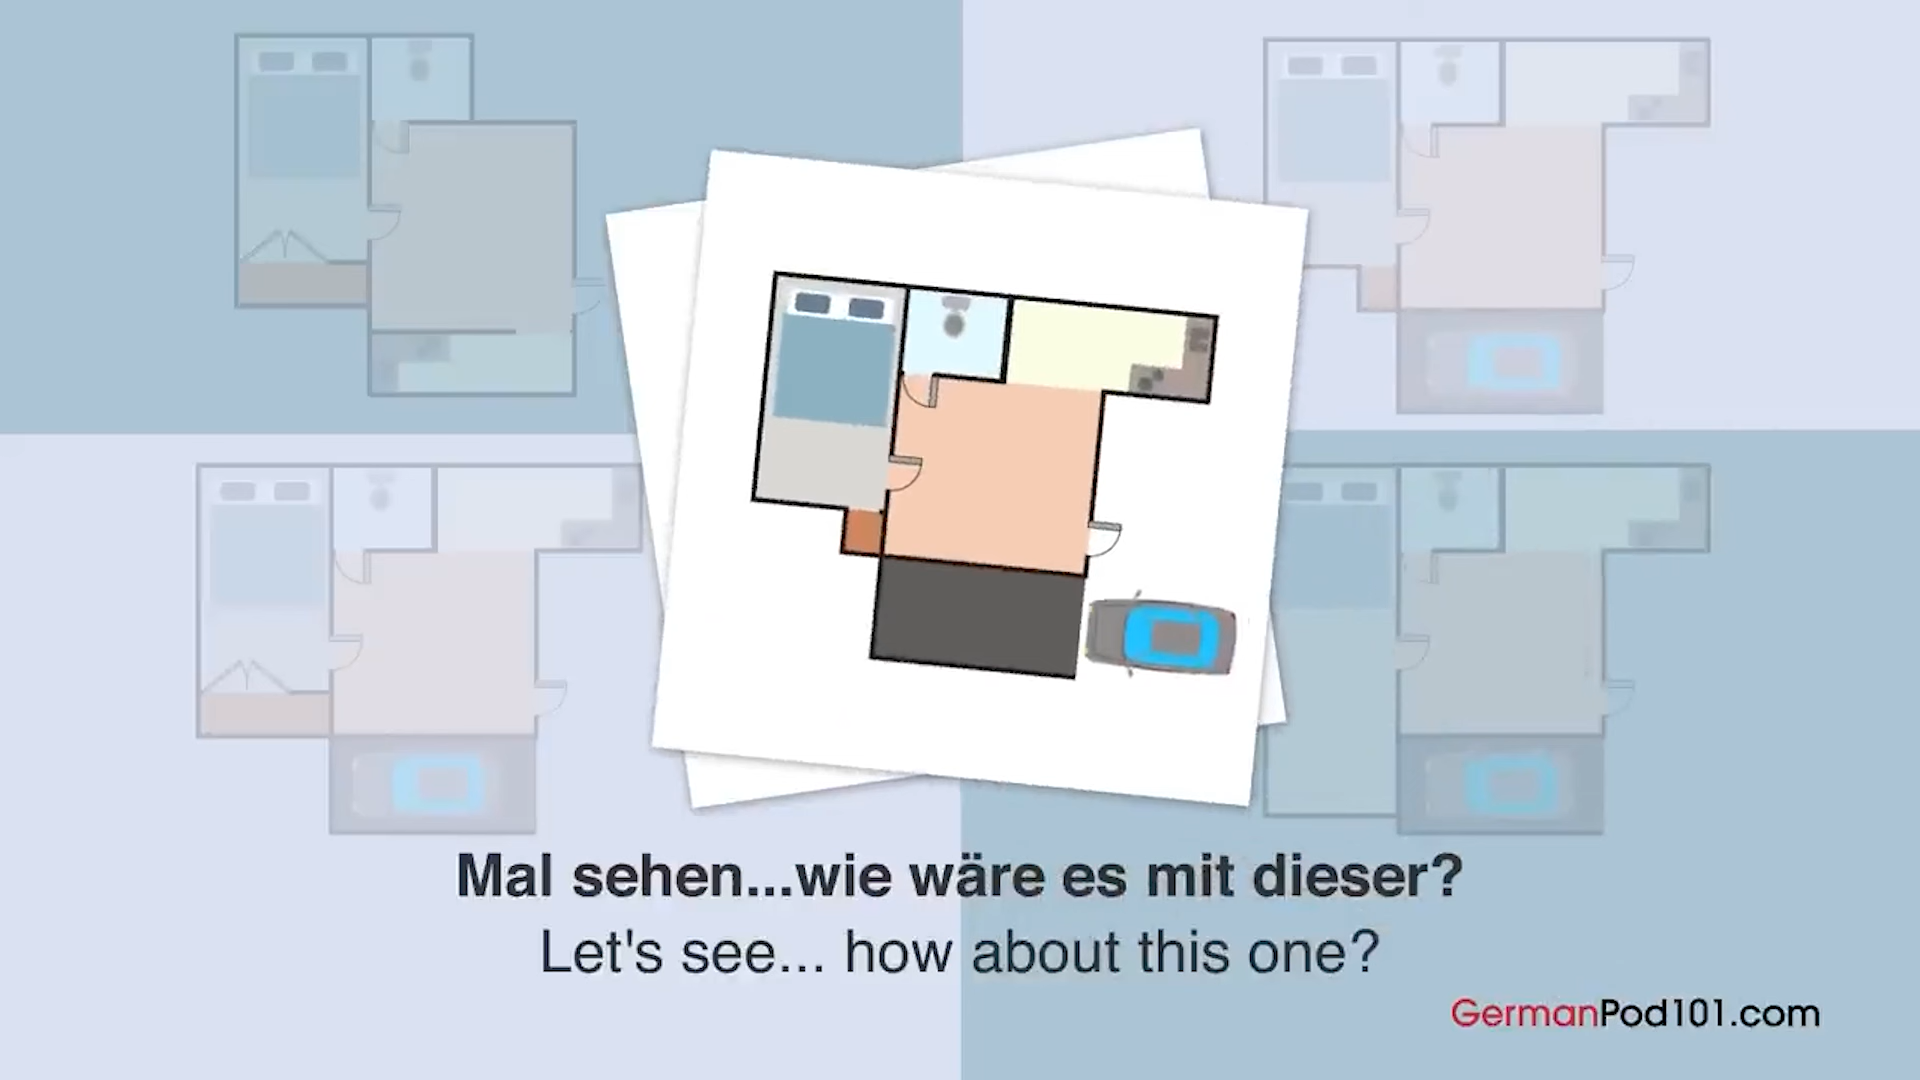 Mal sehen...wie wäre es mit dieser?
Let's see... how about this one?
GermanPod101.com